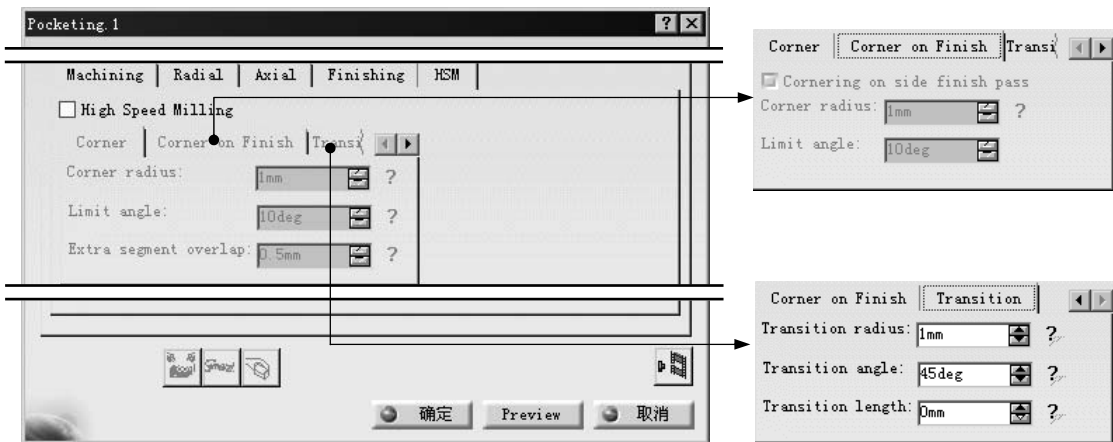 Pocketing.1
Machining Radial Axial Finishing HSM
High Speed Milling
Corner Corner on Finish Transi
Corner radius: 1mm ?
Limit angle: 10deg ?
Extra segment overlap: 0.5mm ?
确定 Preview 取消
Corner Corner on Finish Transi
Cornering on side finish pass
Corner radius: 1mm ?
Limit angle: 10deg
Corner on Finish Transition
Transition radius: 1mm ?
Transition angle: 45deg ?
Transition length: 0mm ?